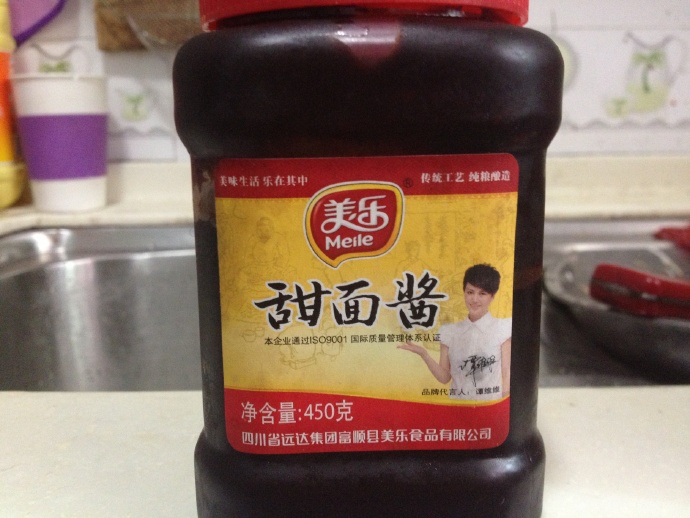 美味生活 乐在其中
传统工艺 纯粮酿造
美乐
®
Meile
甜面酱
本企业通过ISO9001 国际质量管理体系认证
品牌代言人：谭维维
净含量:450克
四川省远达集团富顺县美乐食品有限公司